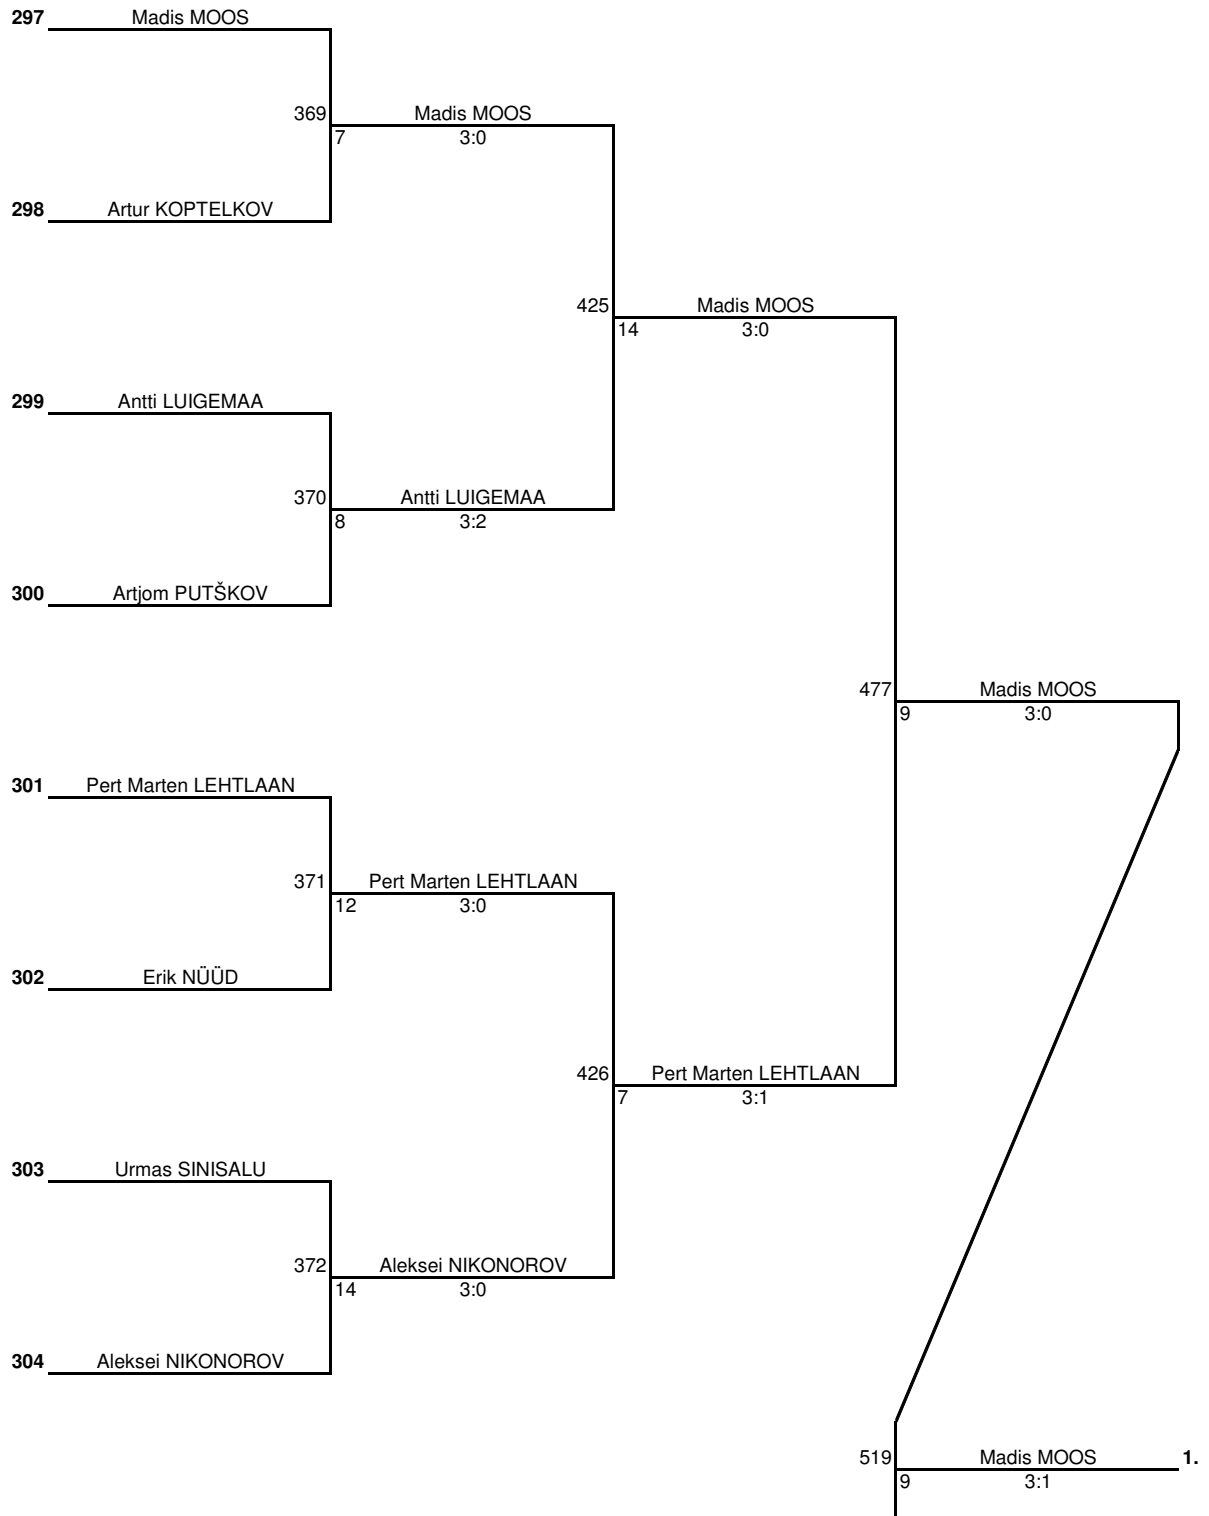 297 Madis MOOS
369 Madis MOOS
7 3:0
298 Artur KOPTELKOV
425 Madis MOOS
14 3:0
299 Antti LUIGEMAA
370 Antti LUIGEMAA
8 3:2
300 Artjom PUTŠKOV
477 Madis MOOS
9 3:0
301 Pert Marten LEHTLAAN
371 Pert Marten LEHTLAAN
12 3:0
302 Erik NÜÜD
426 Pert Marten LEHTLAAN
7 3:1
303 Urmas SINISALU
372 Aleksei NIKONOROV
14 3:0
304 Aleksei NIKONOROV
519 Madis MOOS 1.
9 3:1